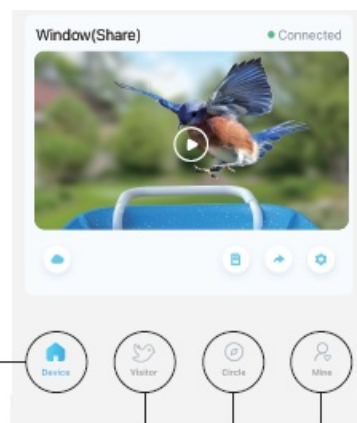 Window(Share)
Connected
Device
Visitor
Circle
Mine